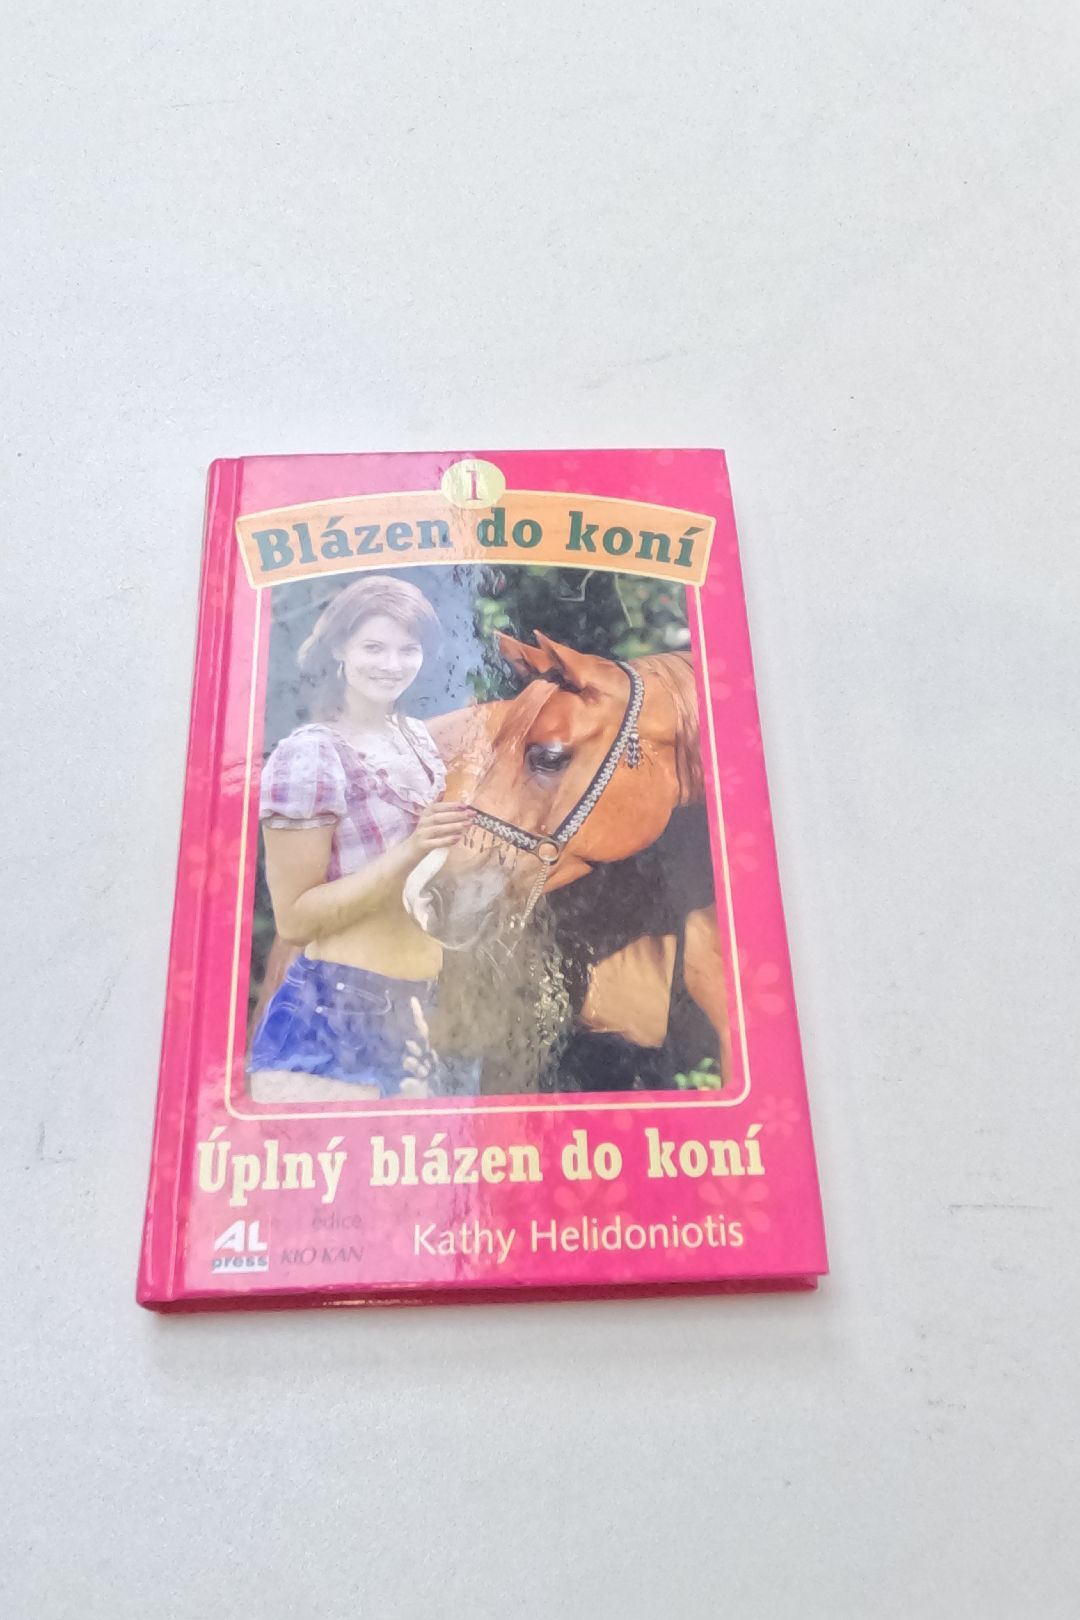 1
Blázen do koní
Úplný blázen do koní
AL
press
edice
KIO KAN
Kathy Helidoniotis